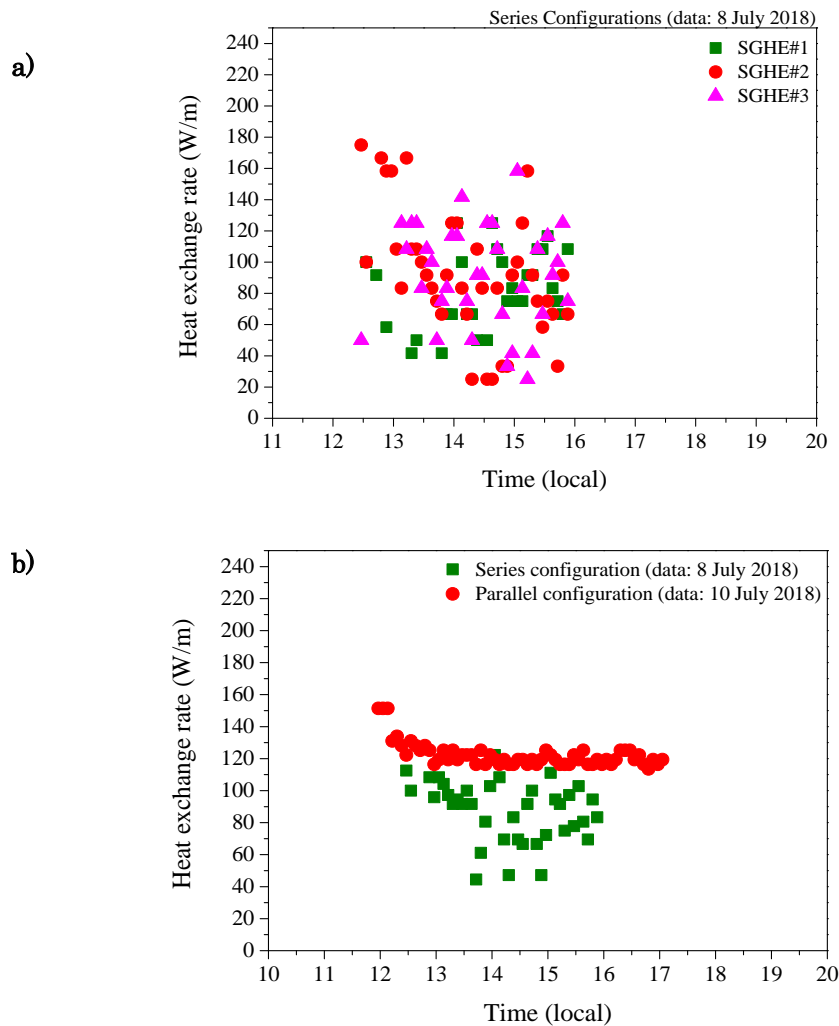 Series Configurations (data: 8 July 2018)
a)
SGHE#1
SGHE#2
SGHE#3
Heat exchange rate (W/m)
240
220
200
180
160
140
120
100
80
60
40
20
0
11 12 13 14 15 16 17 18 19 20
Time (local)
b)
Series configuration (data: 8 July 2018)
Parallel configuration (data: 10 July 2018)
Heat exchange rate (W/m)
240
220
200
180
160
140
120
100
80
60
40
20
0
10 11 12 13 14 15 16 17 18 19 20
Time (local)